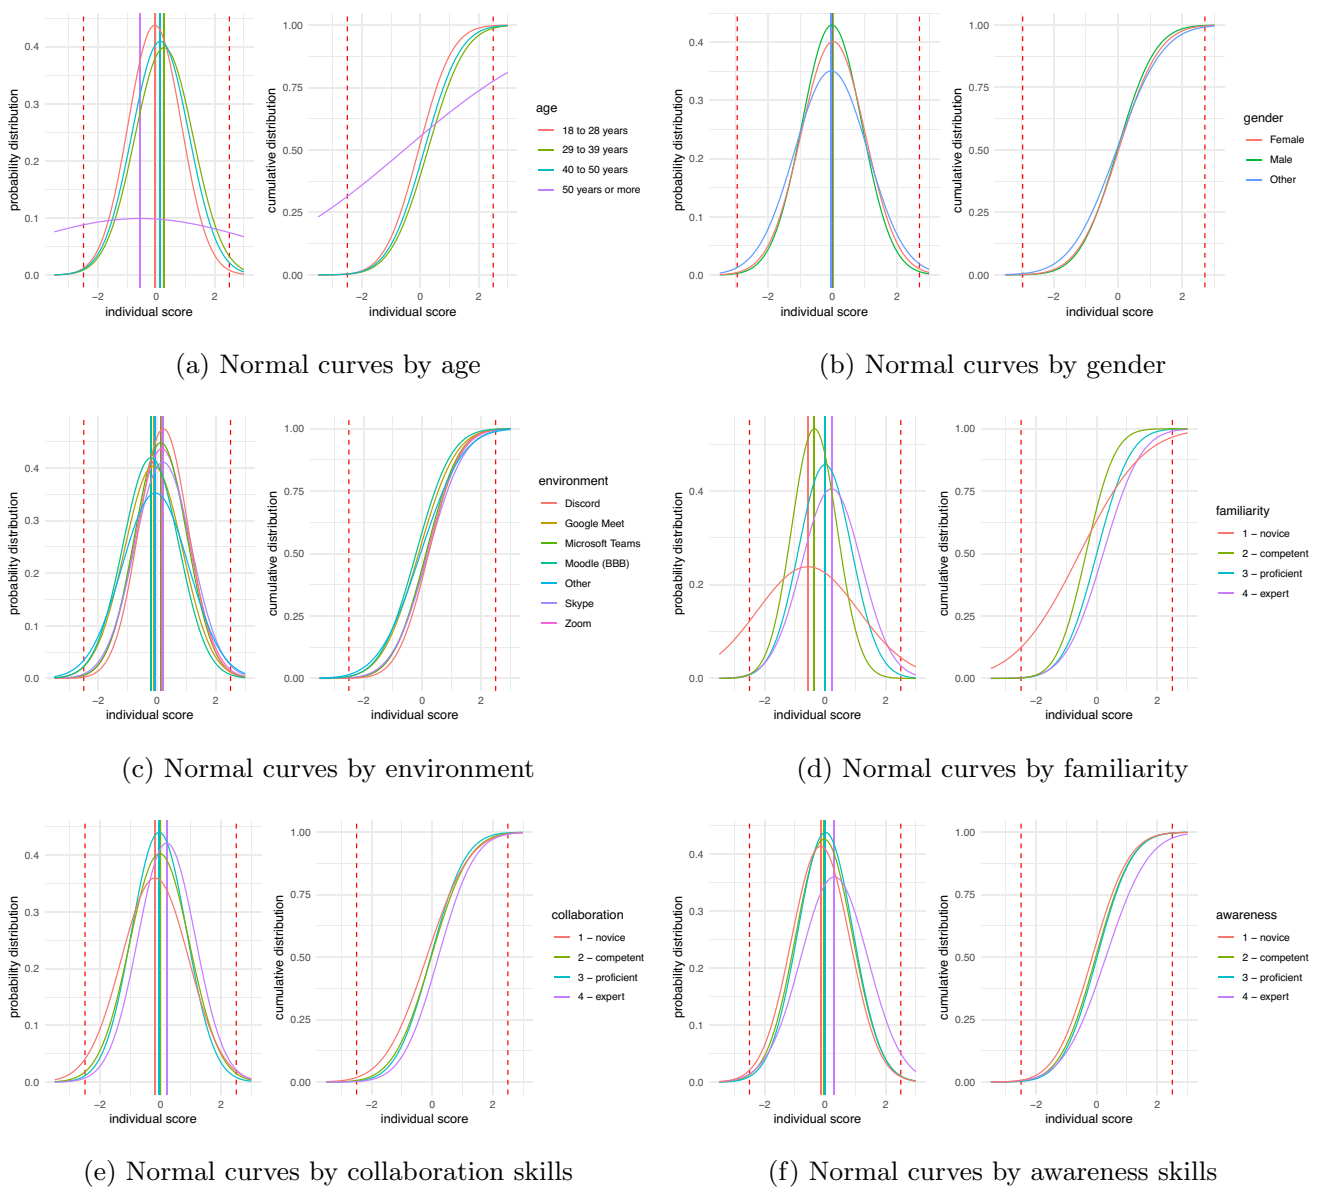 probability distribution
0.4
0.3
0.2
0.1
0.0
−2 0 2
individual score
cumulative distribution
1.00
0.75
0.50
0.25
0.00
−2 0 2
individual score
age
18 to 28 years
29 to 39 years
40 to 50 years
50 years or more
(a) Normal curves by age
probability distribution
0.4
0.3
0.2
0.1
0.0
−2 0 2
individual score
cumulative distribution
1.00
0.75
0.50
0.25
0.00
−2 0 2
individual score
gender
Female
Male
Other
(b) Normal curves by gender
probability distribution
0.4
0.3
0.2
0.1
0.0
−2 0 2
individual score
cumulative distribution
1.00
0.75
0.50
0.25
0.00
−2 0 2
individual score
environment
Discord
Google Meet
Microsoft Teams
Moodle (BBB)
Other
Skype
Zoom
(c) Normal curves by environment
probability distribution
0.4
0.2
0.0
−2 0 2
individual score
cumulative distribution
1.00
0.75
0.50
0.25
0.00
−2 0 2
individual score
familiarity
1 − novice
2 − competent
3 − proficient
4 − expert
(d) Normal curves by familiarity
probability distribution
0.4
0.3
0.2
0.1
0.0
−2 0 2
individual score
cumulative distribution
1.00
0.75
0.50
0.25
0.00
−2 0 2
individual score
collaboration
1 − novice
2 − competent
3 − proficient
4 − expert
(e) Normal curves by collaboration skills
probability distribution
0.4
0.3
0.2
0.1
0.0
−2 0 2
individual score
cumulative distribution
1.00
0.75
0.50
0.25
0.00
−2 0 2
individual score
awareness
1 − novice
2 − competent
3 − proficient
4 − expert
(f) Normal curves by awareness skills